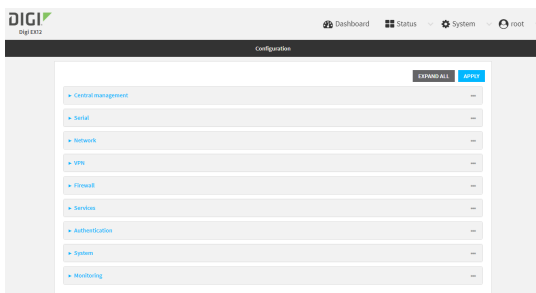 DIGI
Digi EX12
Dashboard
Status
System
root
Configuration
EXPAND ALL
APPLY
Central management
Serial
Network
VPN
Firewall
Services
Authentication
System
Monitoring